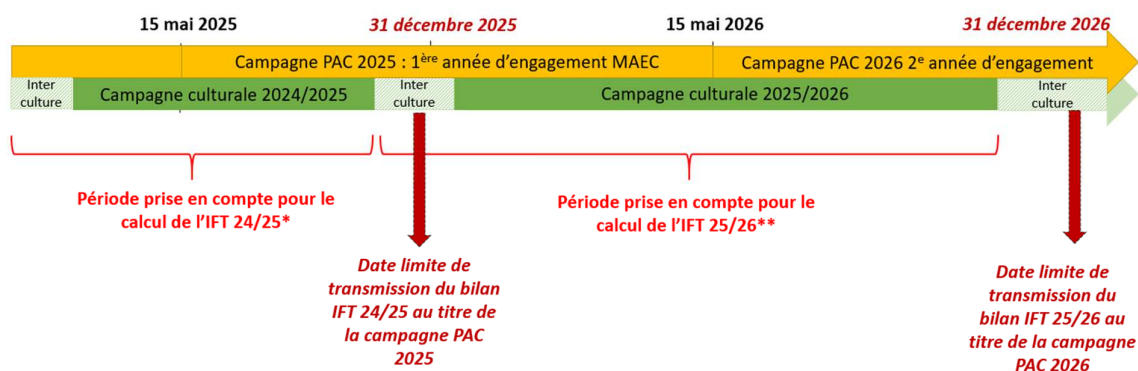 15 mai 2025
31 décembre 2025
15 mai 2026
31 décembre 2026
Campagne PAC 2025 : 1ère année d’engagement MAEC
Campagne PAC 2026 2e année d’engagement
Inter
culture
Campagne culturale 2024/2025
Inter
culture
Campagne culturale 2025/2026
Inter
culture
Période prise en compte pour le
calcul de l’IFT 24/25*
Période prise en compte pour le
calcul de l’IFT 25/26**
Date limite de
transmission du bilan
IFT 24/25 au titre de
la campagne PAC
2025
Date limite de
transmission du
bilan IFT 25/26 au
titre de la campagne
PAC 2026